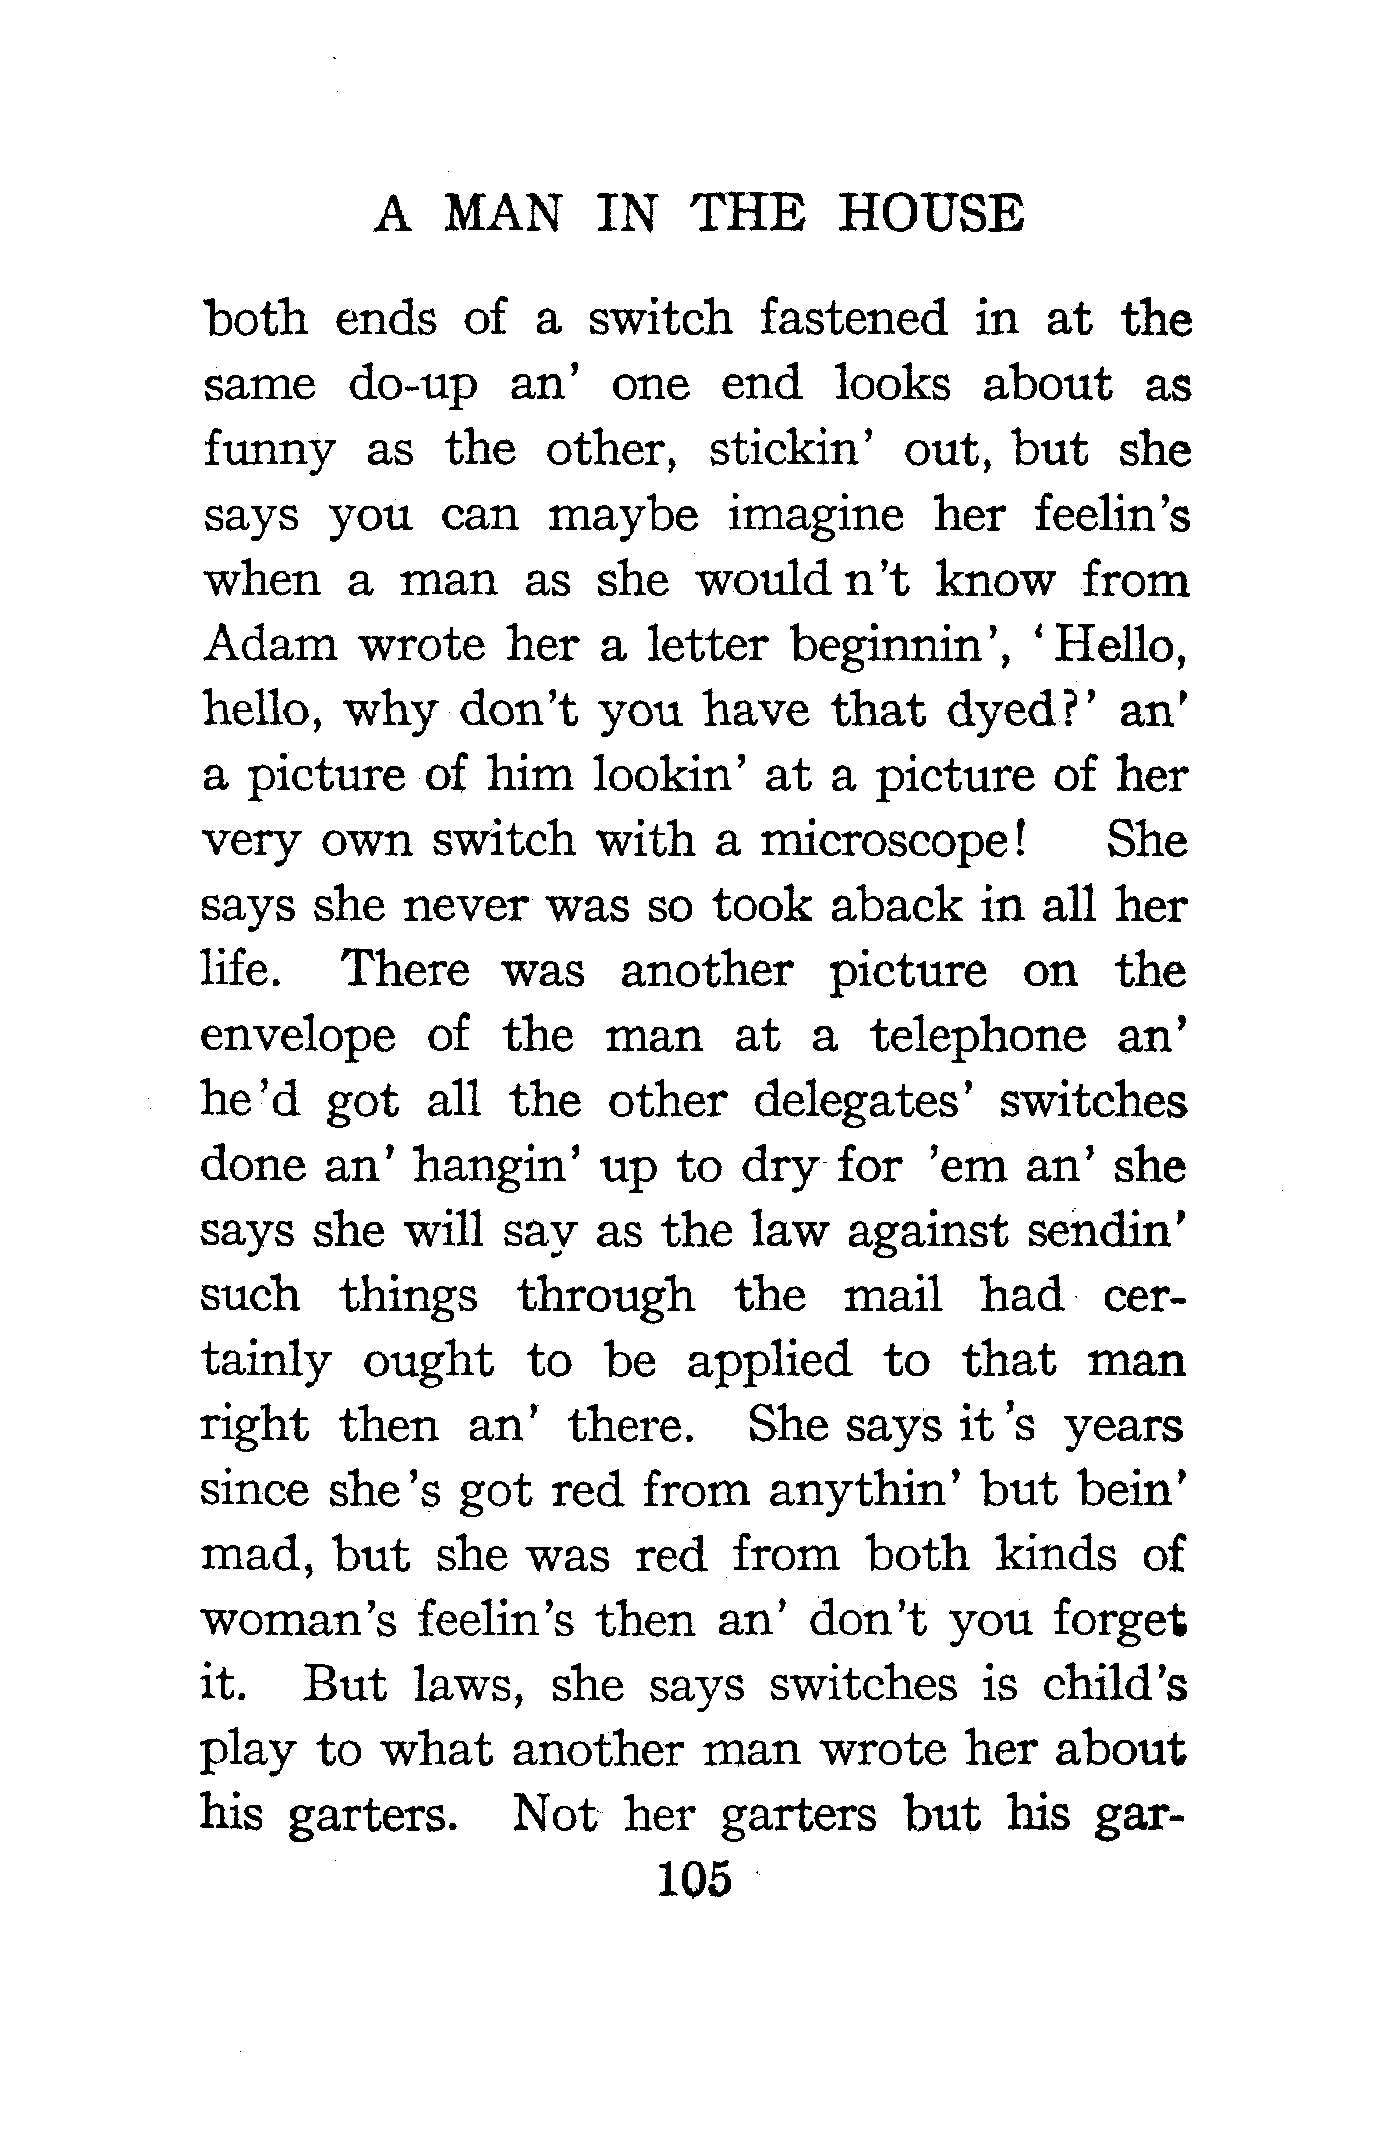 A MAN IN THE HOUSE
both ends of a switch fastened in at the
same do-up an' one end looks about as
funny as the other, stickin' out, but she
says you can maybe imagine her feelin's
when a man as she would n't know from
Adam wrote her a letter beginnin', 'Hello,
hello, why don't you have that dyed?' an'
a picture of him lookin' at a picture of her
very own switch with a microscope! She
says she never was so took aback in all her
life. There was another picture on the
envelope of the man at a telephone an'
he 'd got all the other delegates' switches
done an' hangin' up to dry for 'em an' she
says she will say as the law against sendin'
such things through the mail had cer-
tainly ought to be applied to that man
right then an' there. She says it 's years
since she 's got red from anythin' but bein'
mad, but she was red from both kinds of
woman's feelin's then an' don't you forget
it. But laws, she says switches is child's
play to what another man wrote her about
his garters. Not her garters but his gar-
105